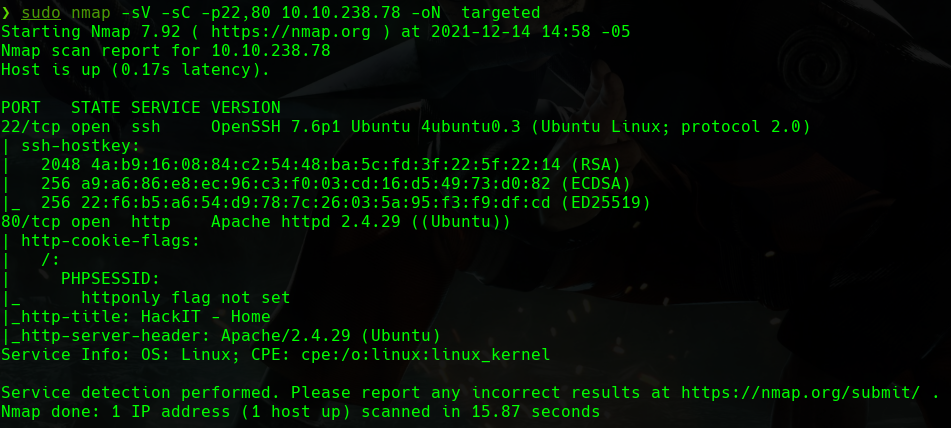 ❯ sudo nmap -sV -sC -p22,80 10.10.238.78 -oN  targeted
Starting Nmap 7.92 ( https://nmap.org ) at 2021-12-14 14:58 -05
Nmap scan report for 10.10.238.78
Host is up (0.17s latency).

PORT   STATE SERVICE VERSION
22/tcp open  ssh     OpenSSH 7.6p1 Ubuntu 4ubuntu0.3 (Ubuntu Linux; protocol 2.0)
| ssh-hostkey:
|   2048 4a:b9:16:08:84:c2:54:48:ba:5c:fd:3f:22:5f:22:14 (RSA)
|   256 a9:a6:86:e8:ec:96:c3:f0:03:cd:16:d5:49:73:d0:82 (ECDSA)
|_  256 22:f6:b5:a6:54:d9:78:7c:26:03:5a:95:f3:f9:df:cd (ED25519)
80/tcp open  http    Apache httpd 2.4.29 ((Ubuntu))
| http-cookie-flags:
|   /:
|     PHPSESSID:
|_      httponly flag not set
|_http-title: HackIT - Home
|_http-server-header: Apache/2.4.29 (Ubuntu)
Service Info: OS: Linux; CPE: cpe:/o:linux:linux_kernel

Service detection performed. Please report any incorrect results at https://nmap.org/submit/ .
Nmap done: 1 IP address (1 host up) scanned in 15.87 seconds